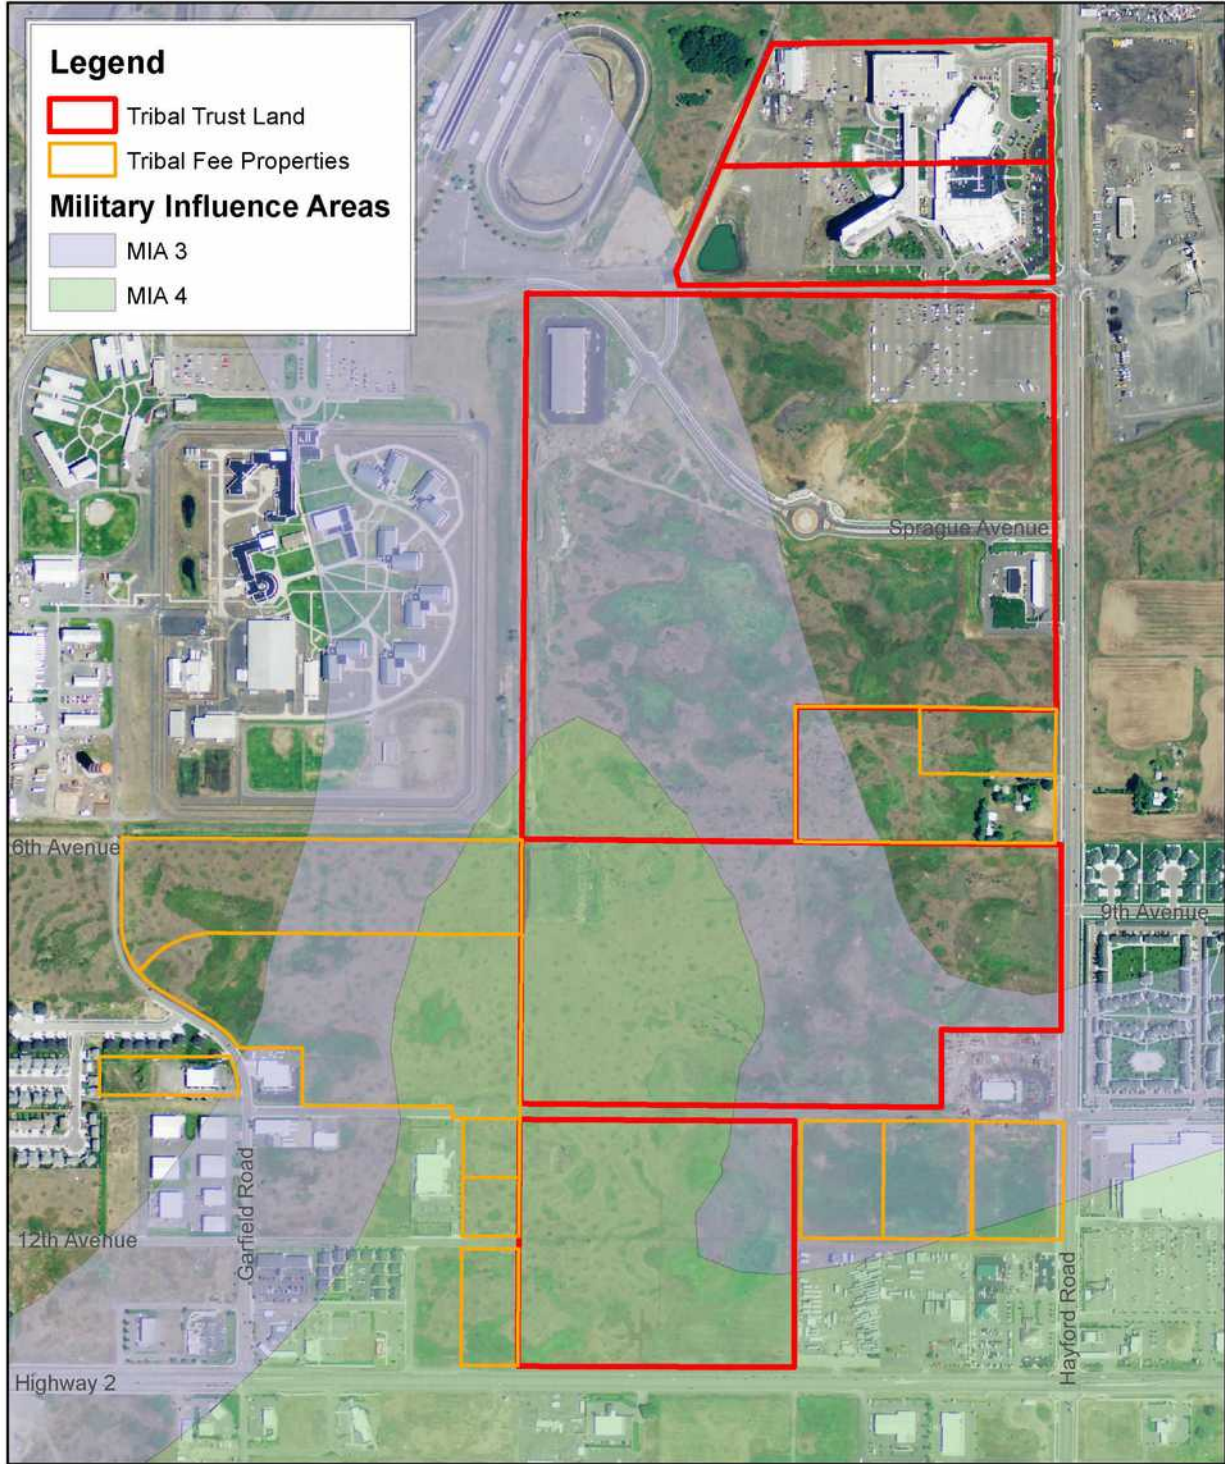 Legend
Tribal Trust Land
Tribal Fee Properties
Military Influence Areas
MIA 3
MIA 4
Sprague Avenue
6th Avenue
9th Avenue
Garfield Road
12th Avenue
Hayford Road
Highway 2